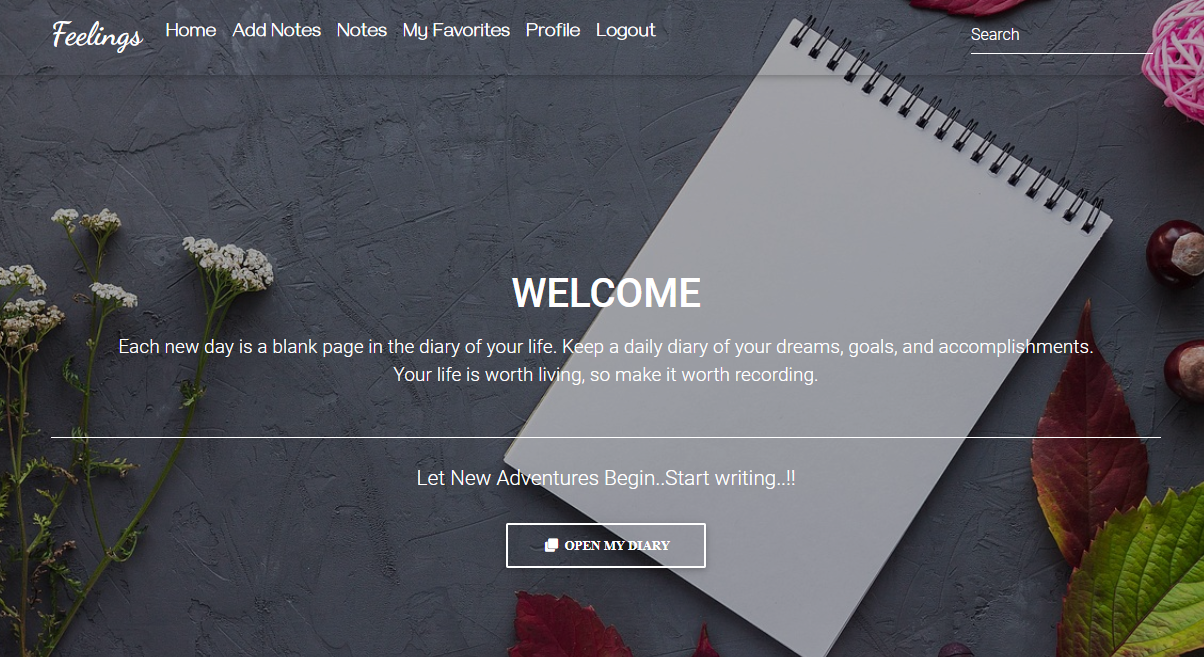 Feelings Home Add Notes Notes My Favorites Profile Logout Search
WELCOME
Each new day is a blank page in the diary of your life. Keep a daily diary of your dreams, goals, and accomplishments.
Your life is worth living, so make it worth recording.
Let New Adventures Begin..Start writing..!!
OPEN MY DIARY